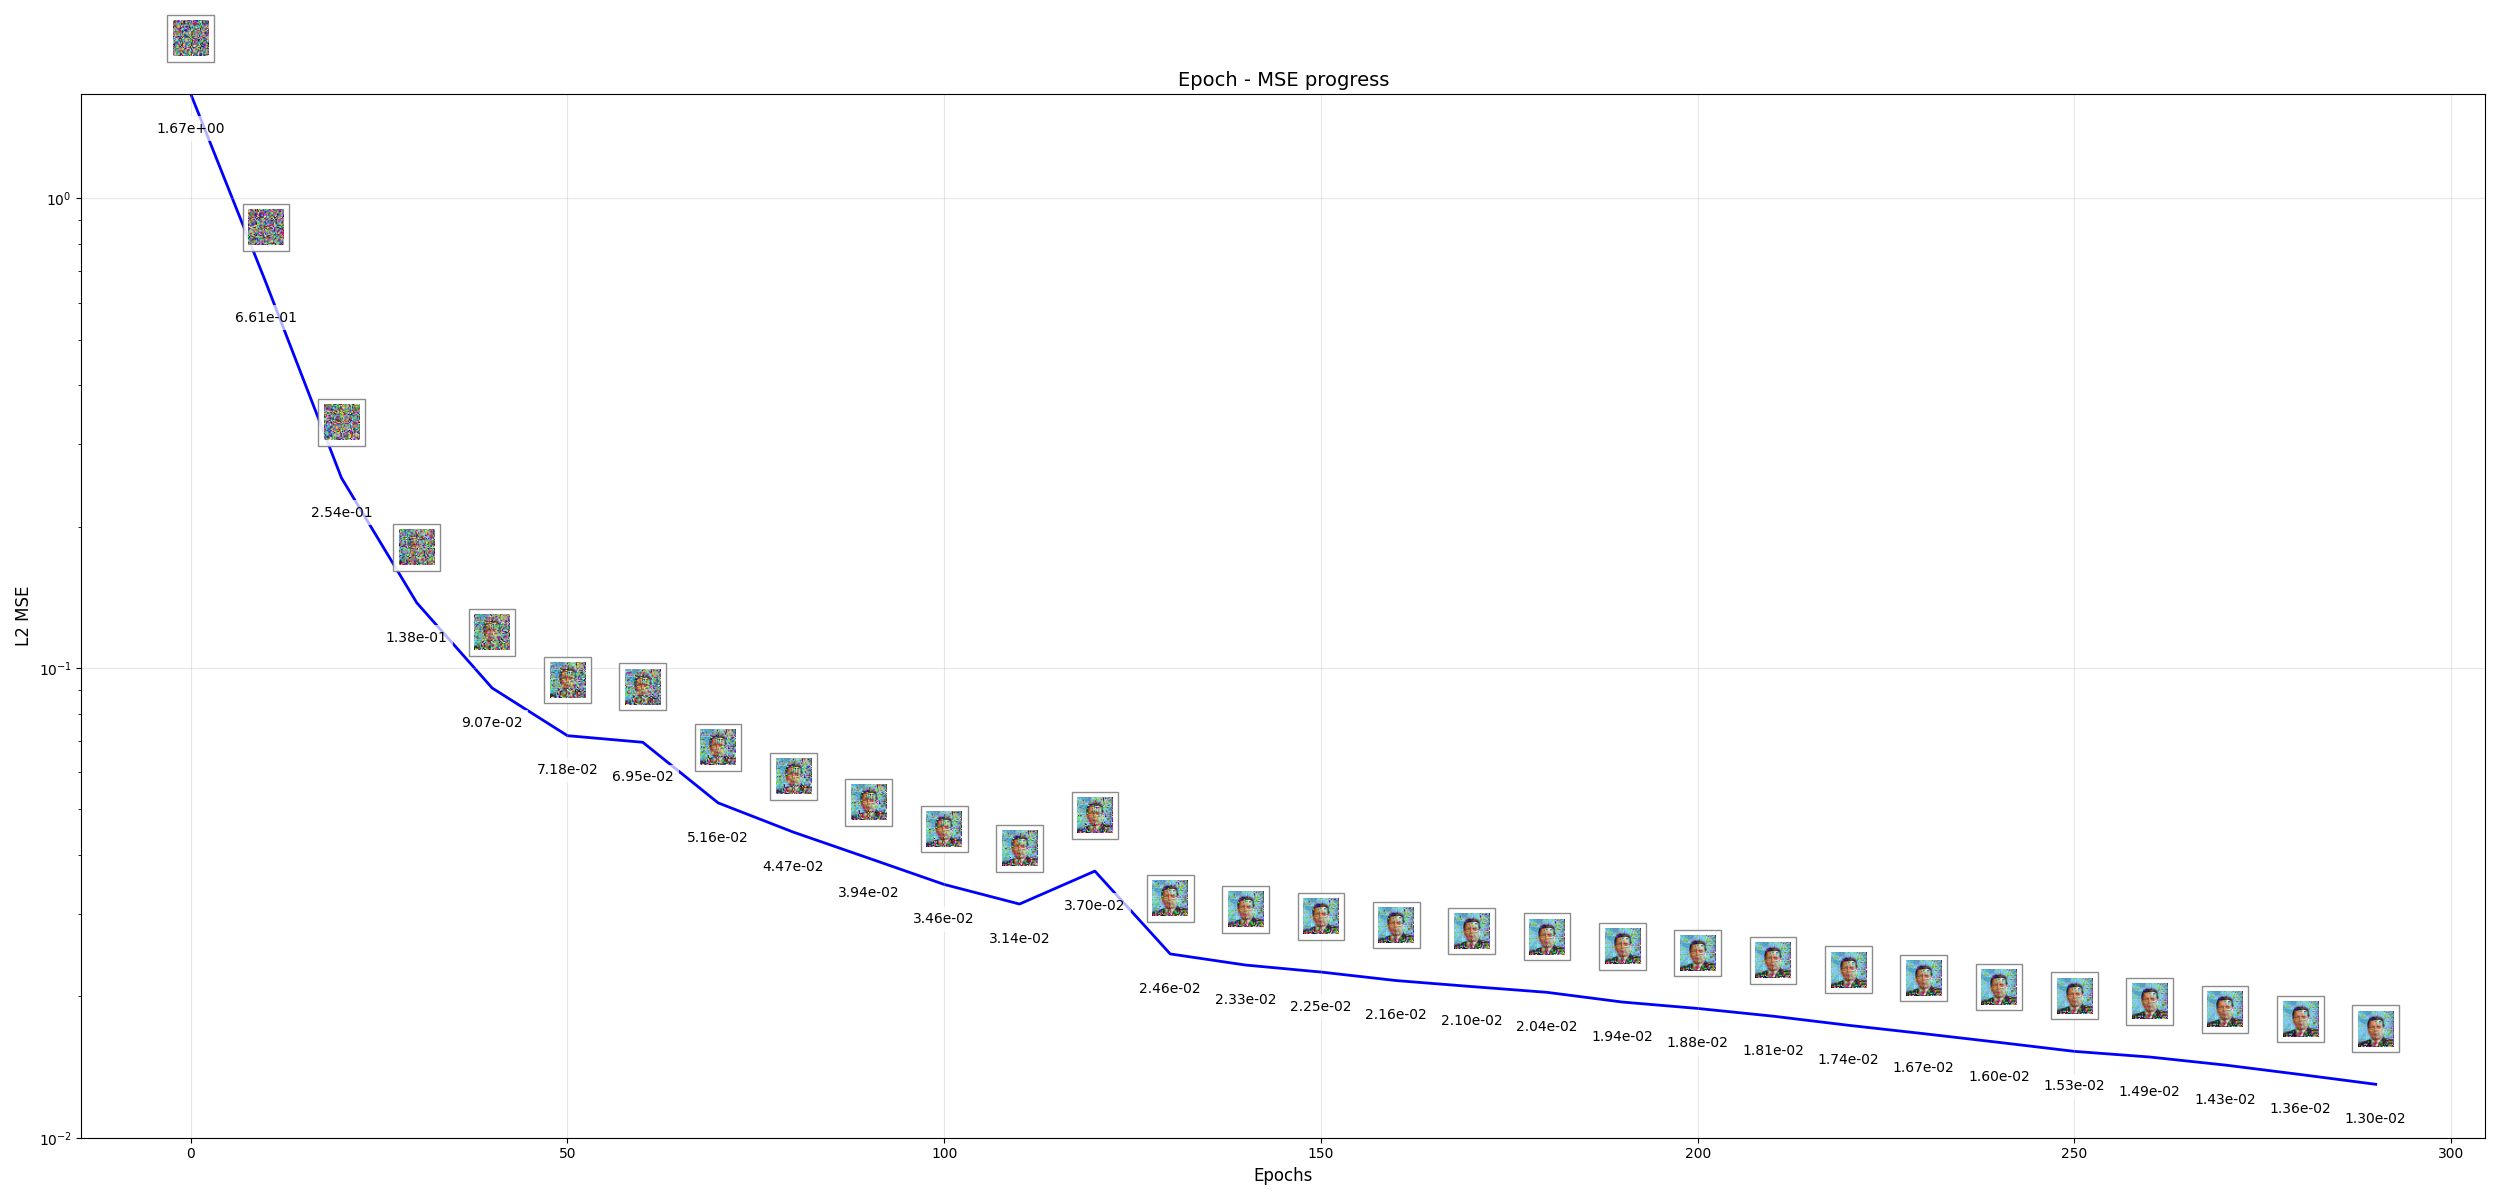 Epoch - MSE progress
L2 MSE
10⁰
10⁻¹
10⁻²
1.67e+00
6.61e-01
2.54e-01
1.38e-01
9.07e-02
7.18e-02
6.95e-02
5.16e-02
4.47e-02
3.94e-02
3.46e-02
3.14e-02
3.70e-02
2.46e-02
2.33e-02
2.25e-02
2.16e-02
2.10e-02
2.04e-02
1.94e-02
1.88e-02
1.81e-02
1.74e-02
1.67e-02
1.60e-02
1.53e-02
1.49e-02
1.43e-02
1.36e-02
1.30e-02
0 50 100 150 200 250 300
Epochs